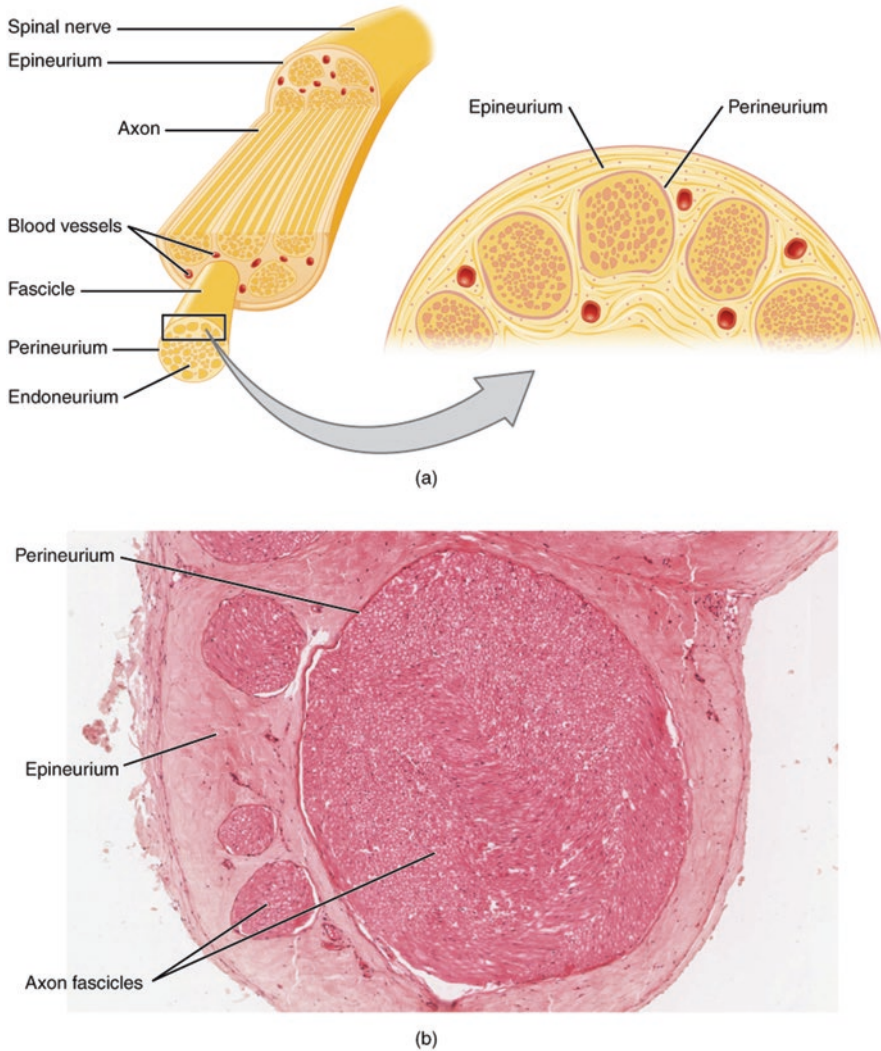 Spinal nerve
Epineurium
Axon
Blood vessels
Fascicle
Perineurium
Endoneurium
Epineurium
Perineurium
(a)
Perineurium
Epineurium
Axon fascicles
(b)